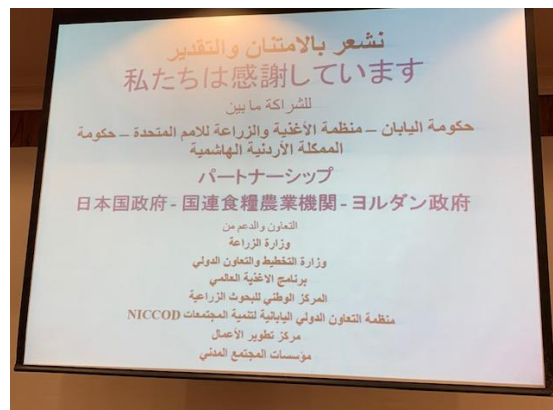 نشعر بالامتنان والتقدير
私たちは感謝しています
للشراكة ما بين
حكومة اليابان – منظمة الأغذية والزراعة للامم المتحدة – حكومة
الممكلة الأردنية الهاشمية
パートナーシップ
日本国政府 - 国連食糧農業機関 - ヨルダン政府
التعاون والدعم من
وزارة الزراعة
وزارة التخطيط والتعاون الدولي
برنامج الاغذية العالمي
المركز الوطني للبحوث الزراعية
منظمة التعاون الدولي اليابانية لتنمية المجتمعات NICCOD
مركز تطوير الأعمال
مؤسسات المجتمع المدني